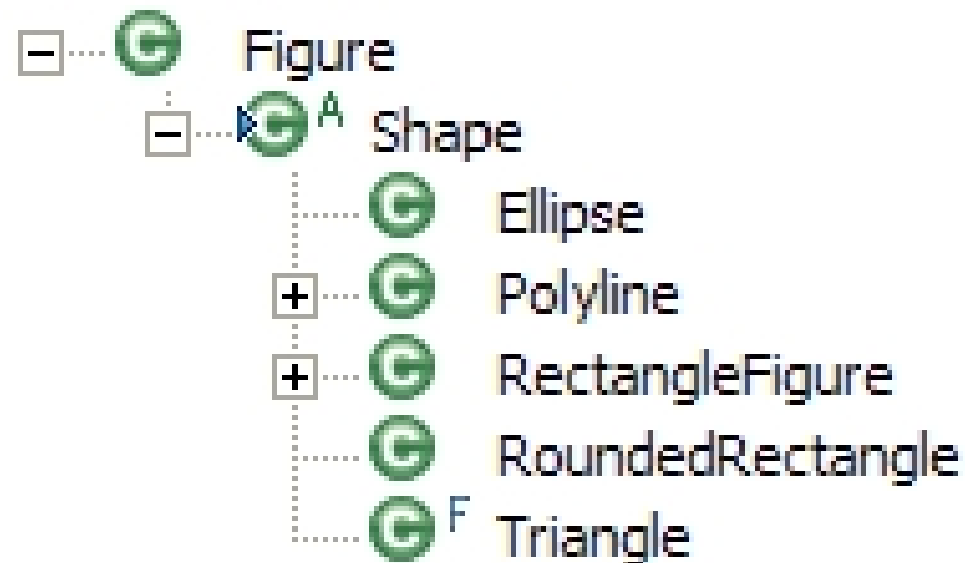 Figure
A Shape
Ellipse
Polyline
RectangleFigure
RoundedRectangle
F Triangle